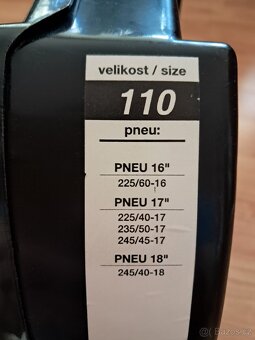 velikost / size
110
pneu:
PNEU 16"
225/60-16
PNEU 17"
225/40-17
235/50-17
245/45-17
PNEU 18"
245/40-18